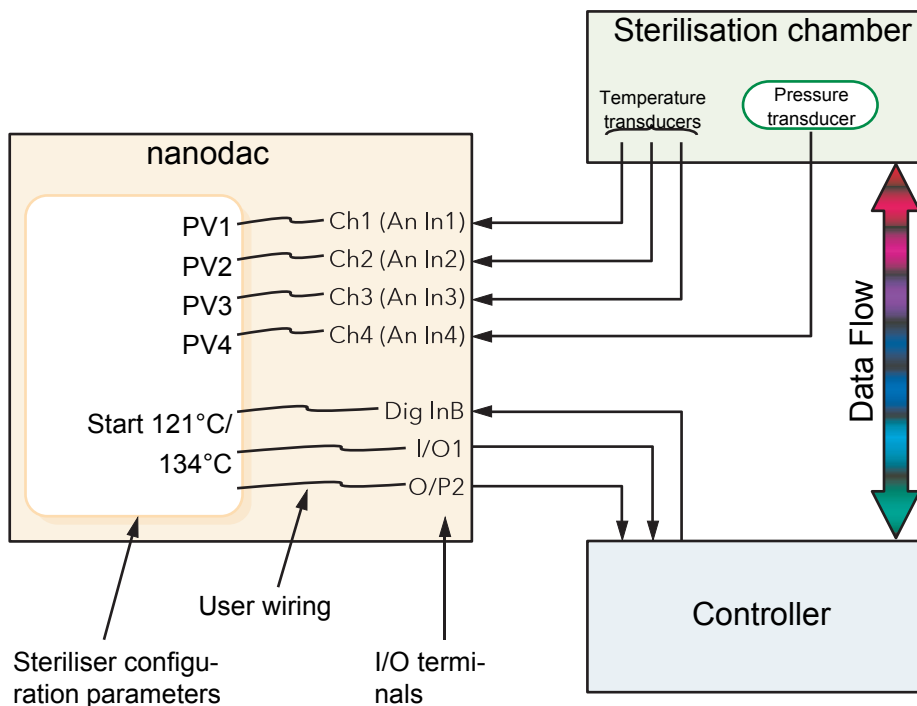 Sterilisation chamber
Temperature
transducers
Pressure
transducer
nanodac
PV1
Ch1 (An In1)
PV2
Ch2 (An In2)
PV3
Ch3 (An In3)
PV4
Ch4 (An In4)
Data Flow
Start 121°C/
134°C
Dig InB
I/O1
O/P2
User wiring
Controller
Steriliser configu-
ration parameters
I/O termi-
nals